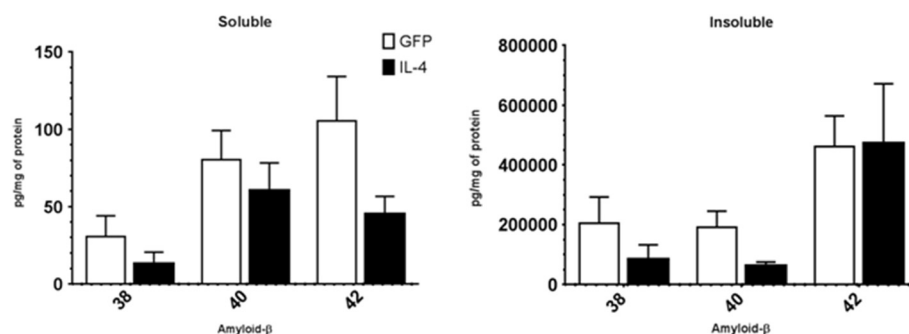 Soluble
pg/mg of protein
150
100
50
0
38
40
42
Amyloid-β
GFP
IL-4
Insoluble
pg/mg of protein
800000
600000
400000
200000
0
38
40
42
Amyloid-β